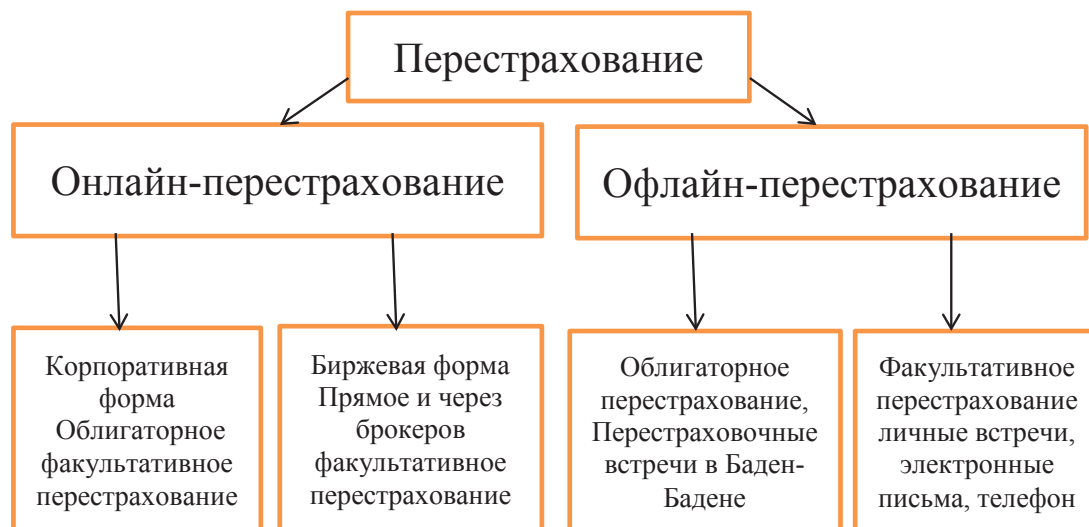 Перестрахование
Онлайн-перестрахование
Офлайн-перестрахование
Корпоративная
форма
Облигаторное
факультативное
перестрахование
Биржевая форма
Прямое и через
брокеров
факультативное
перестрахование
Облигаторное
перестрахование,
Перестраховочные
встречи в Баден-
Бадене
Факультативное
перестрахование
личные встречи,
электронные
письма, телефон